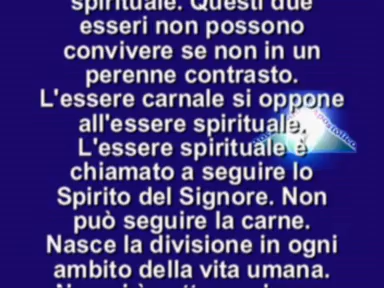 spirituale. Questi due
esseri non possono
convivere se non in un
perenne contrasto.
L'essere carnale si oppone
all'essere spirituale.
L'essere spirituale è
chiamato a seguire lo
Spirito del Signore. Non
può seguire la carne.
Nasce la divisione in ogni
ambito della vita umana.